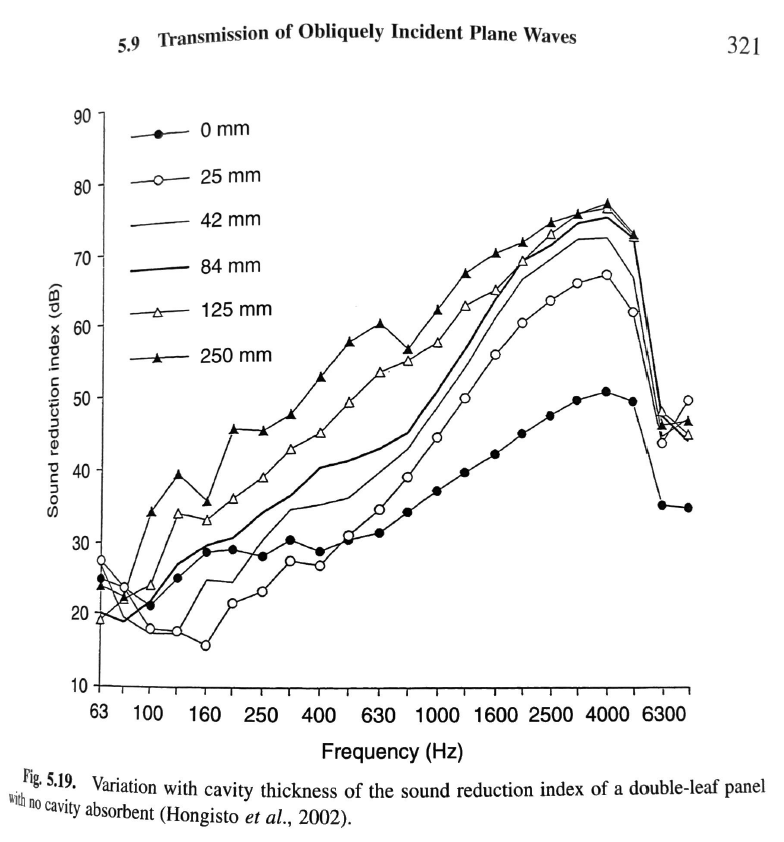 5.9 Transmission of Obliquely Incident Plane Waves 321
90
80
70
60
50
40
30
20
10
Sound reduction index (dB)
0 mm
25 mm
42 mm
84 mm
125 mm
250 mm
63 100 160 250 400 630 1000 1600 2500 4000 6300
Frequency (Hz)
Fig. 5.19. Variation with cavity thickness of the sound reduction index of a double-leaf panel
with no cavity absorbent (Hongisto et al., 2002).